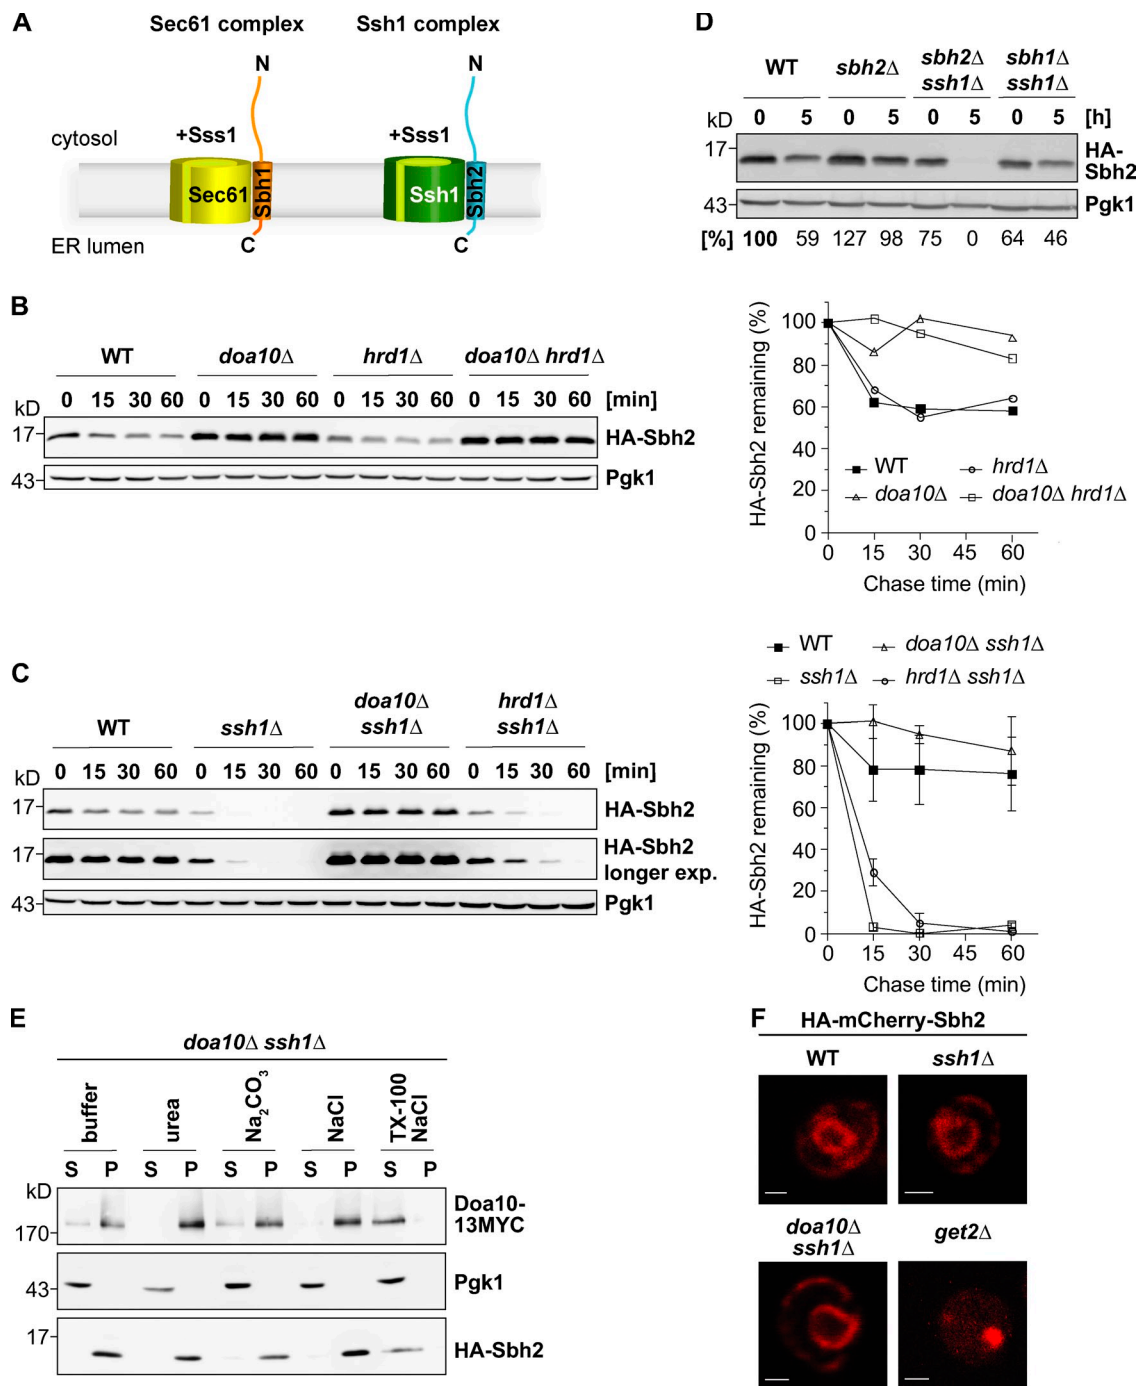 A
Sec61 complex
Ssh1 complex
N
N
cytosol
+Sss1
+Sss1
Sec61
Sbh1
Ssh1
Sbh2
ER lumen
C
C
B
WT
doa10Δ
hrd1Δ
doa10Δ hrd1Δ
kD
0 15 30 60 0 15 30 60 0 15 30 60 0 15 30 60 [min]
17
HA-Sbh2
43
Pgk1
HA-Sbh2 remaining (%)
100
80
60
40
20
0
WT
hrd1Δ
doa10Δ
doa10Δ hrd1Δ
0 15 30 45 60
Chase time (min)
C
WT
ssh1Δ
doa10Δ
ssh1Δ
hrd1Δ
ssh1Δ
kD
0 15 30 60 0 15 30 60 0 15 30 60 0 15 30 60 [min]
17
HA-Sbh2
17
HA-Sbh2
longer exp.
43
Pgk1
WT
doa10Δ ssh1Δ
ssh1Δ
hrd1Δ ssh1Δ
HA-Sbh2 remaining (%)
100
80
60
40
20
0
0 15 30 45 60
Chase time (min)
D
WT
sbh2Δ
sbh2Δ
ssh1Δ
sbh1Δ
ssh1Δ
kD
0 5 0 5 0 5 0 5 [h]
17
HA-
Sbh2
43
Pgk1
[%] 100 59 127 98 75 0 64 46
E
doa10Δ ssh1Δ
buffer
urea
Na2CO3
NaCl
TX-100
NaCl
S P S P S P S P S P
kD
170
Doa10-
13MYC
43
Pgk1
17
HA-Sbh2
F
HA-mCherry-Sbh2
WT
ssh1Δ
doa10Δ
ssh1Δ
get2Δ